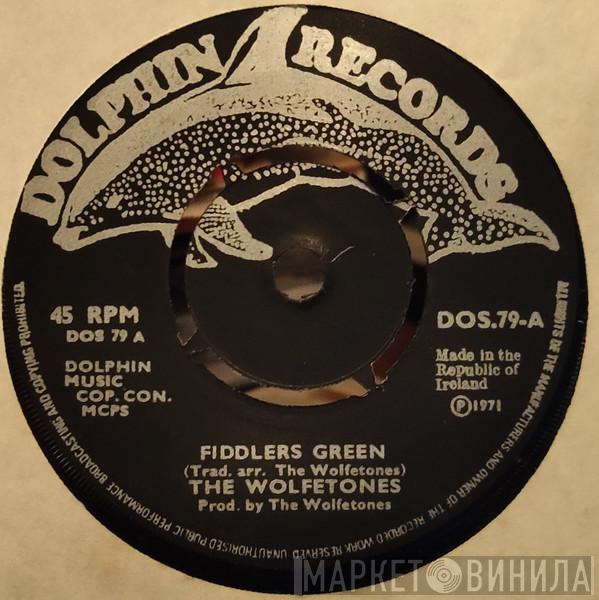 DOLPHIN RECORDS
45 RPM
DOS 79 A
DOLPHIN
MUSIC
COP. CON.
MCPS
DOS.79-A
Made in the
Republic of
Ireland
Ⓟ1971
FIDDLERS GREEN
(Trad. arr. The Wolfetones)
THE WOLFETONES
Prod. by The Wolfetones
ALL RIGHTS OF THE MANUFACTURERS AND OWNER OF THE RECORDED WORK RESERVED UNAUTHORISED PUBLIC PERFORMANCE BROADCASTING AND COPYING PROHIBITED
МАРКЕТ ВИНИЛА